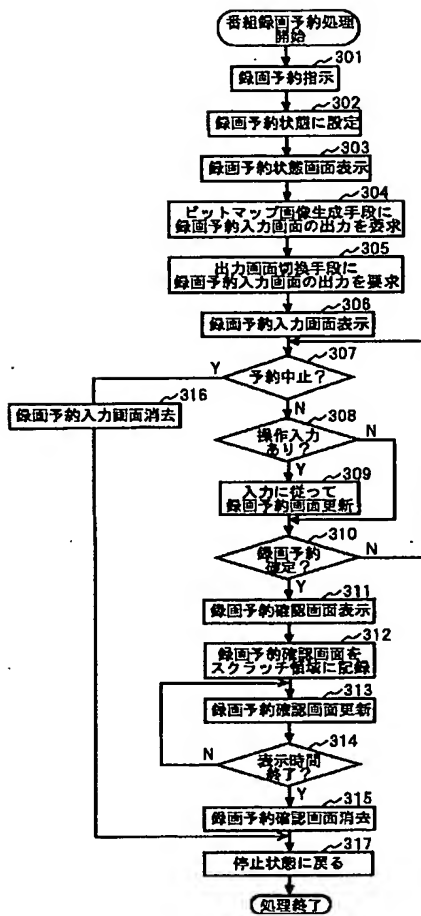 番組録画予約処理
開始
301
録画予約指示
302
録画予約状態に設定
303
録画予約状態画面表示
304
ビットマップ画像生成手段に
録画予約入力画面の出力を要求
305
出力画面切換手段に
録画予約入力画面の出力を要求
306
録画予約入力画面表示
307
予約中止?
Y
N
316
録画予約入力画面消去
308
操作入力
あり?
N
Y
309
入力に従って
録画予約画面更新
310
録画予約
確定?
N
Y
311
録画予約確認画面表示
312
録画予約確認画面を
スクラッチ領域に記録
313
録画予約確認画面更新
314
表示時間
終了?
N
Y
315
録画予約確認画面消去
317
停止状態に戻る
処理終了